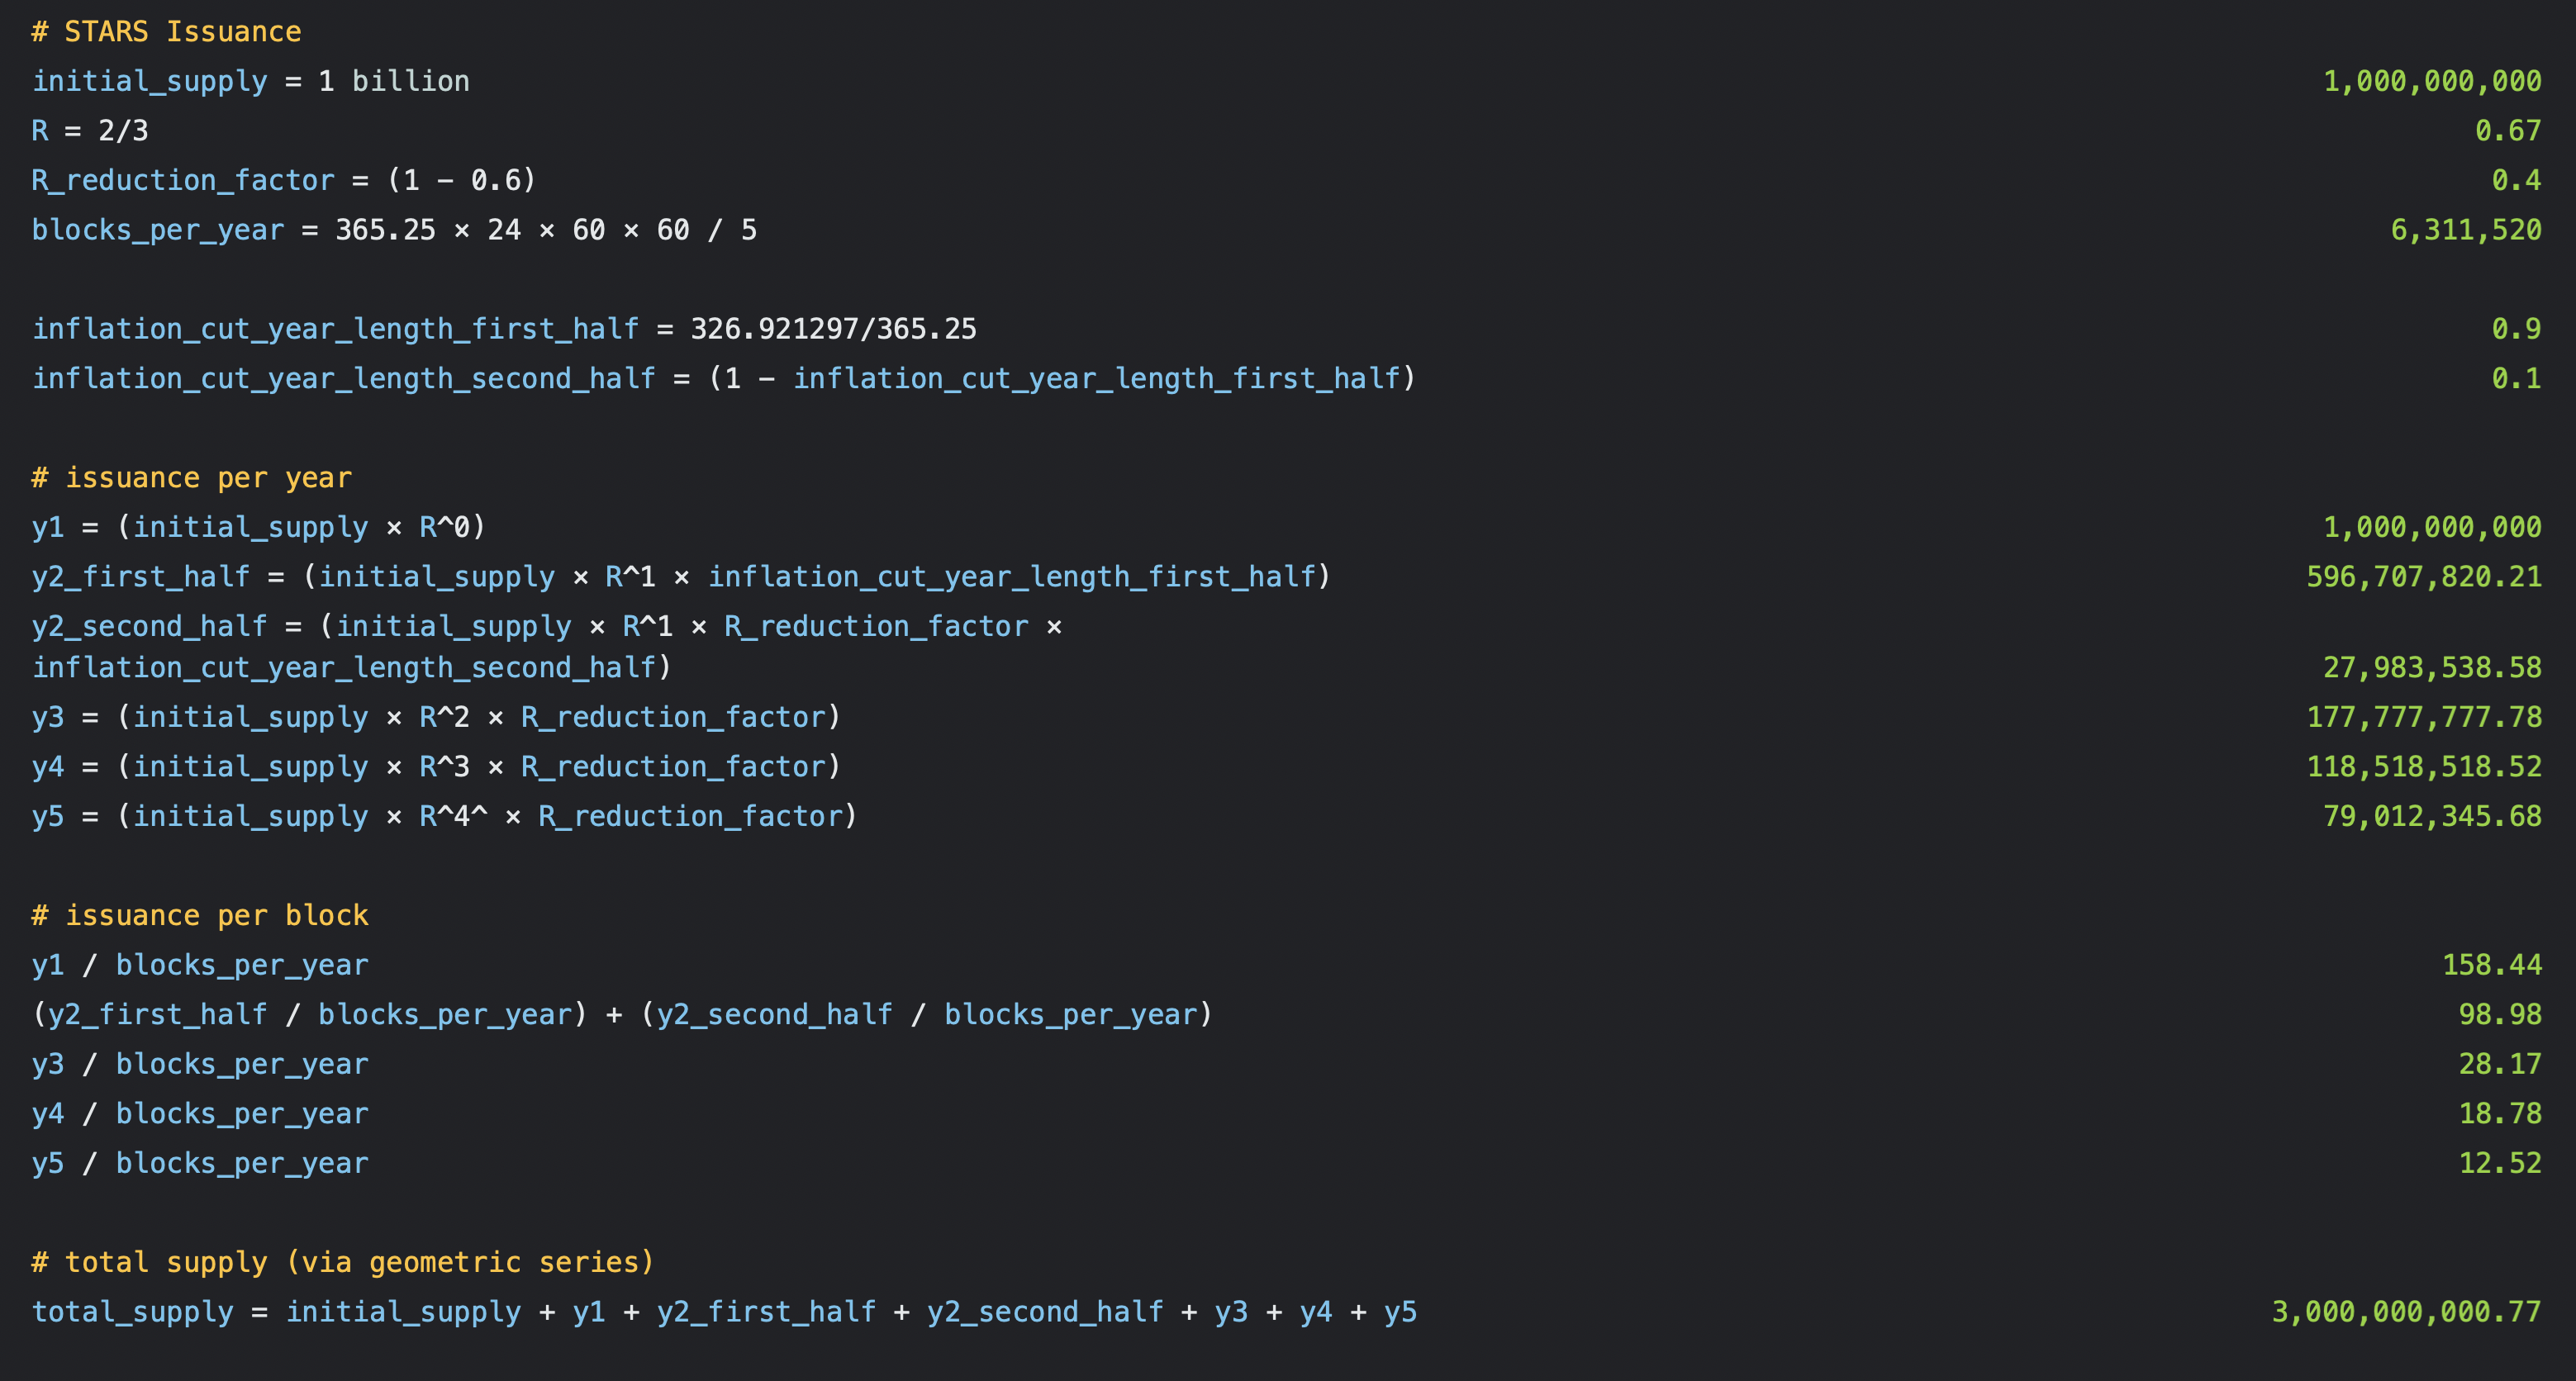 # STARS Issuance
initial_supply = 1 billion 1,000,000,000
R = 2/3 0.67
R_reduction_factor = (1 − 0.6) 0.4
blocks_per_year = 365.25 × 24 × 60 × 60 / 5 6,311,520
inflation_cut_year_length_first_half = 326.921297/365.25 0.9
inflation_cut_year_length_second_half = (1 − inflation_cut_year_length_first_half) 0.1
# issuance per year
y1 = (initial_supply × R^0) 1,000,000,000
y2_first_half = (initial_supply × R^1 × inflation_cut_year_length_first_half) 596,707,820.21
y2_second_half = (initial_supply × R^1 × R_reduction_factor ×
inflation_cut_year_length_second_half) 27,983,538.58
y3 = (initial_supply × R^2 × R_reduction_factor) 177,777,777.78
y4 = (initial_supply × R^3 × R_reduction_factor) 118,518,518.52
y5 = (initial_supply × R^4^ × R_reduction_factor) 79,012,345.68
# issuance per block
y1 / blocks_per_year 158.44
(y2_first_half / blocks_per_year) + (y2_second_half / blocks_per_year) 98.98
y3 / blocks_per_year 28.17
y4 / blocks_per_year 18.78
y5 / blocks_per_year 12.52
# total supply (via geometric series)
total_supply = initial_supply + y1 + y2_first_half + y2_second_half + y3 + y4 + y5 3,000,000,000.77